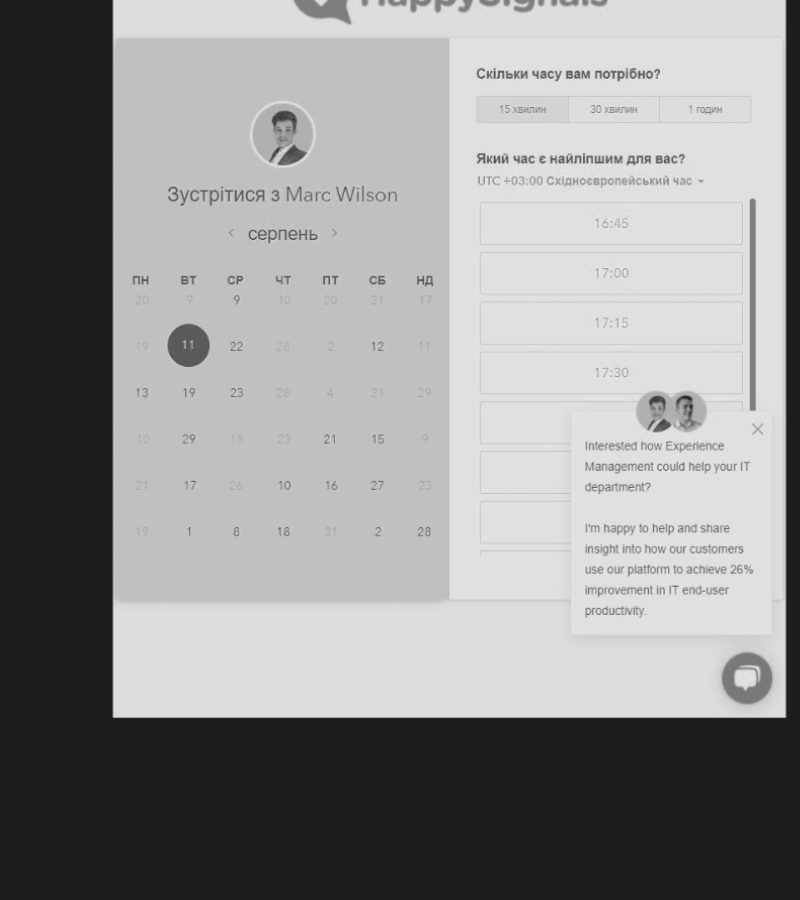 HappySignals
Скільки часу вам потрібно?
15 хвилин 30 хвилин 1 годин
Який час є найліпшим для вас?
UTC +03:00 Східноєвропейський час
16:45
17:00
17:15
17:30
Зустрітися з Marc Wilson
серпень
ПН ВТ СР ЧТ ПТ СБ НД
20 9 9 10 20 21 17
19 11 22 28 2 12 11
13 19 23 28 4 21 29
10 29 18 23 21 15 9
21 17 26 10 16 27 23
19 1 8 18 31 2 28
Interested how Experience
Management could help your IT
department?
I'm happy to help and share
insight into how our customers
use our platform to achieve 26%
improvement in IT end-user
productivity.